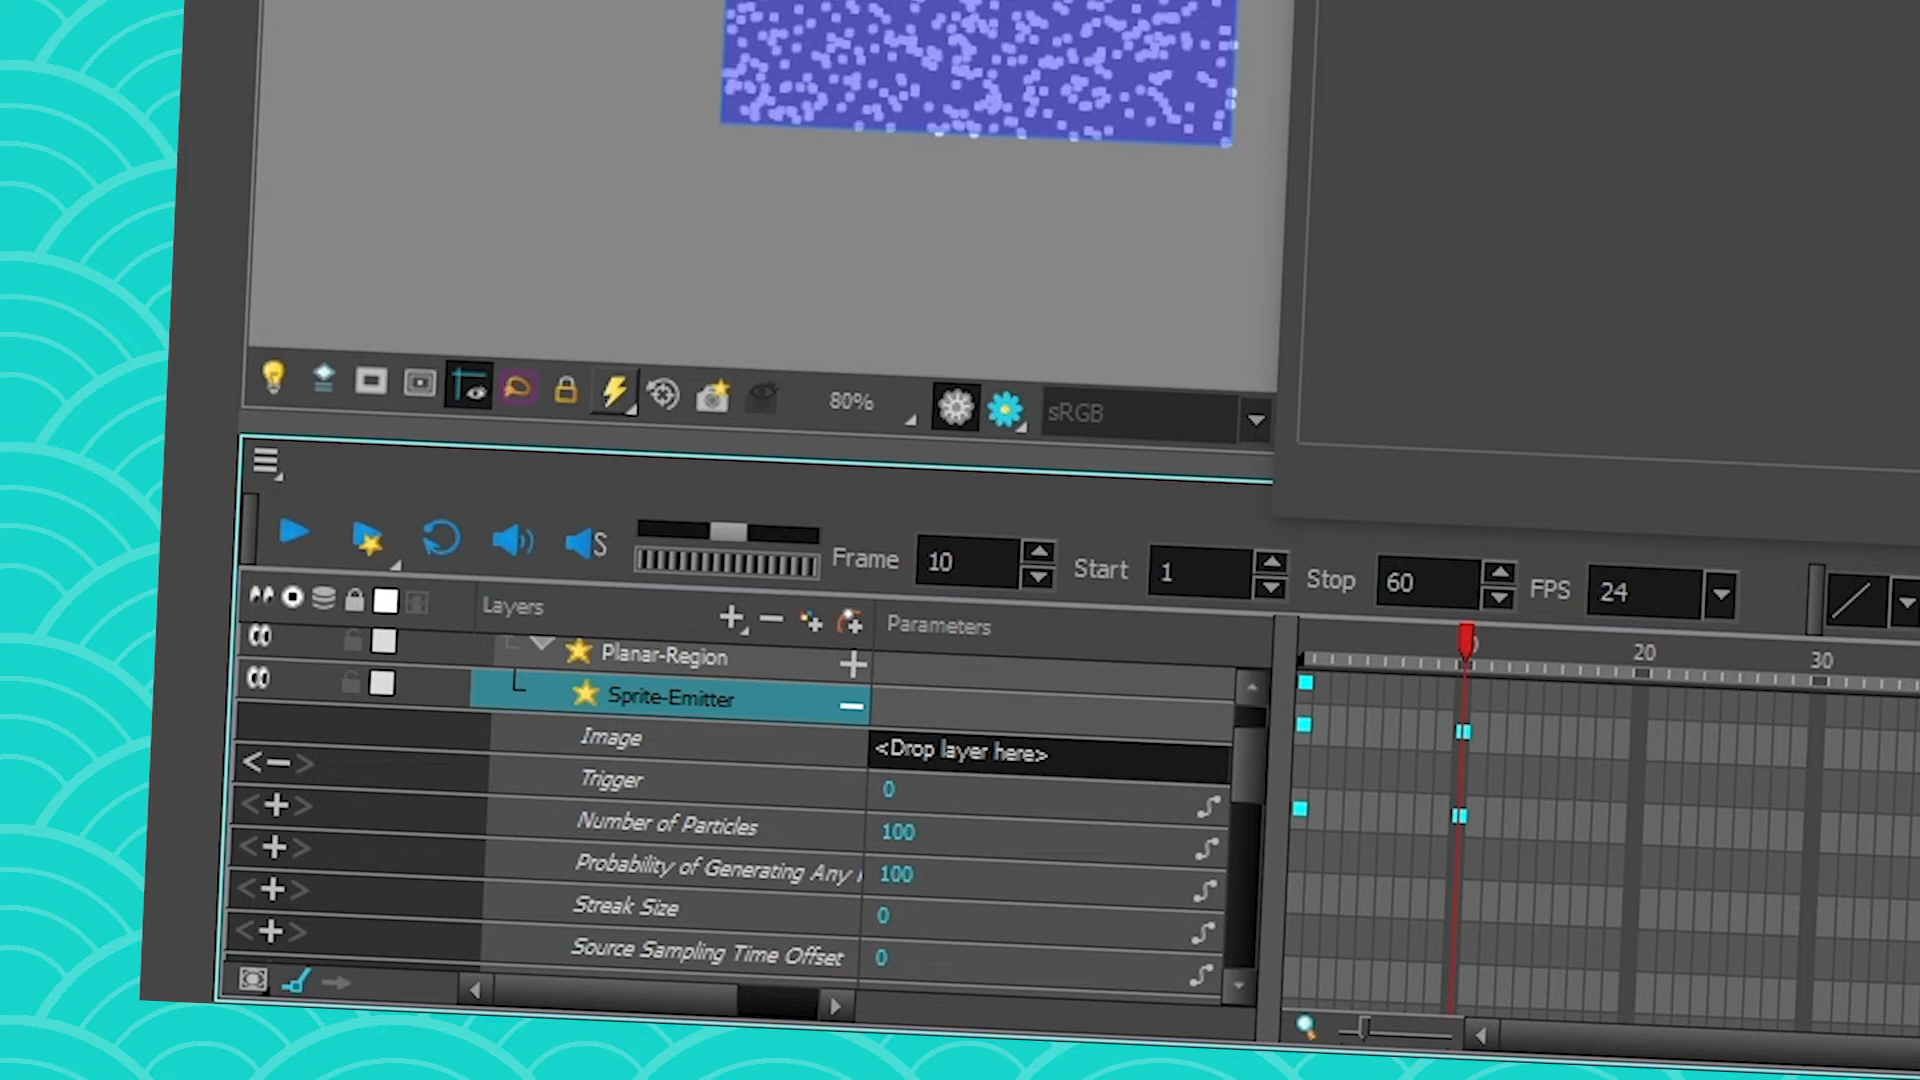 80%
sRGB
S
Frame 10 Start 1 Stop 60 FPS 24
Layers Parameters
20 30
Planar-Region
Sprite-Emitter
Image <Drop layer here>
Trigger 0
Number of Particles 100
Probability of Generating Any 100
Streak Size 0
Source Sampling Time Offset 0